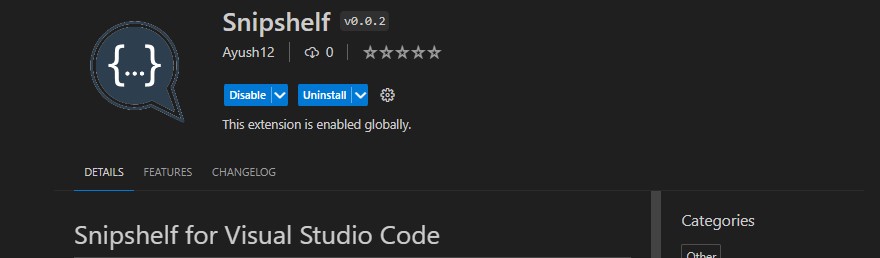 Snipshelf v0.0.2
Ayush12 0
{...}
Disable Uninstall
This extension is enabled globally.
DETAILS FEATURES CHANGELOG
Snipshelf for Visual Studio Code
Categories
Other